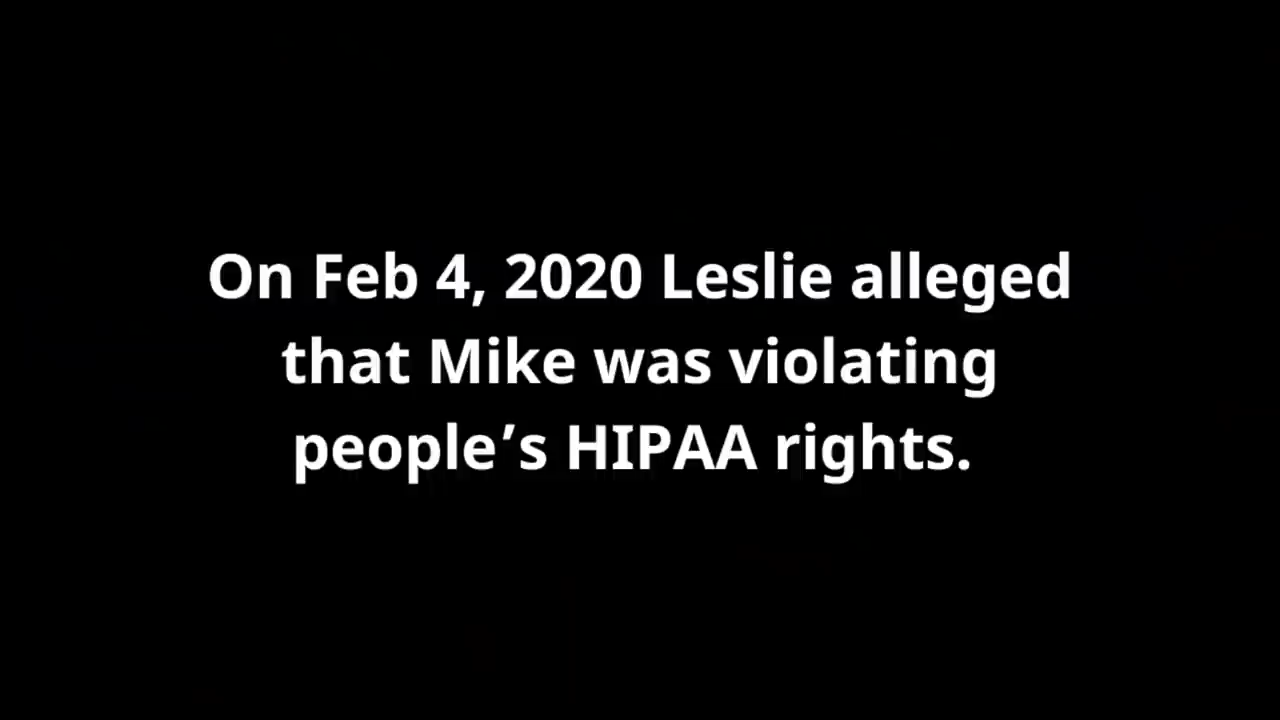 On Feb 4, 2020 Leslie alleged
that Mike was violating
people’s HIPAA rights.